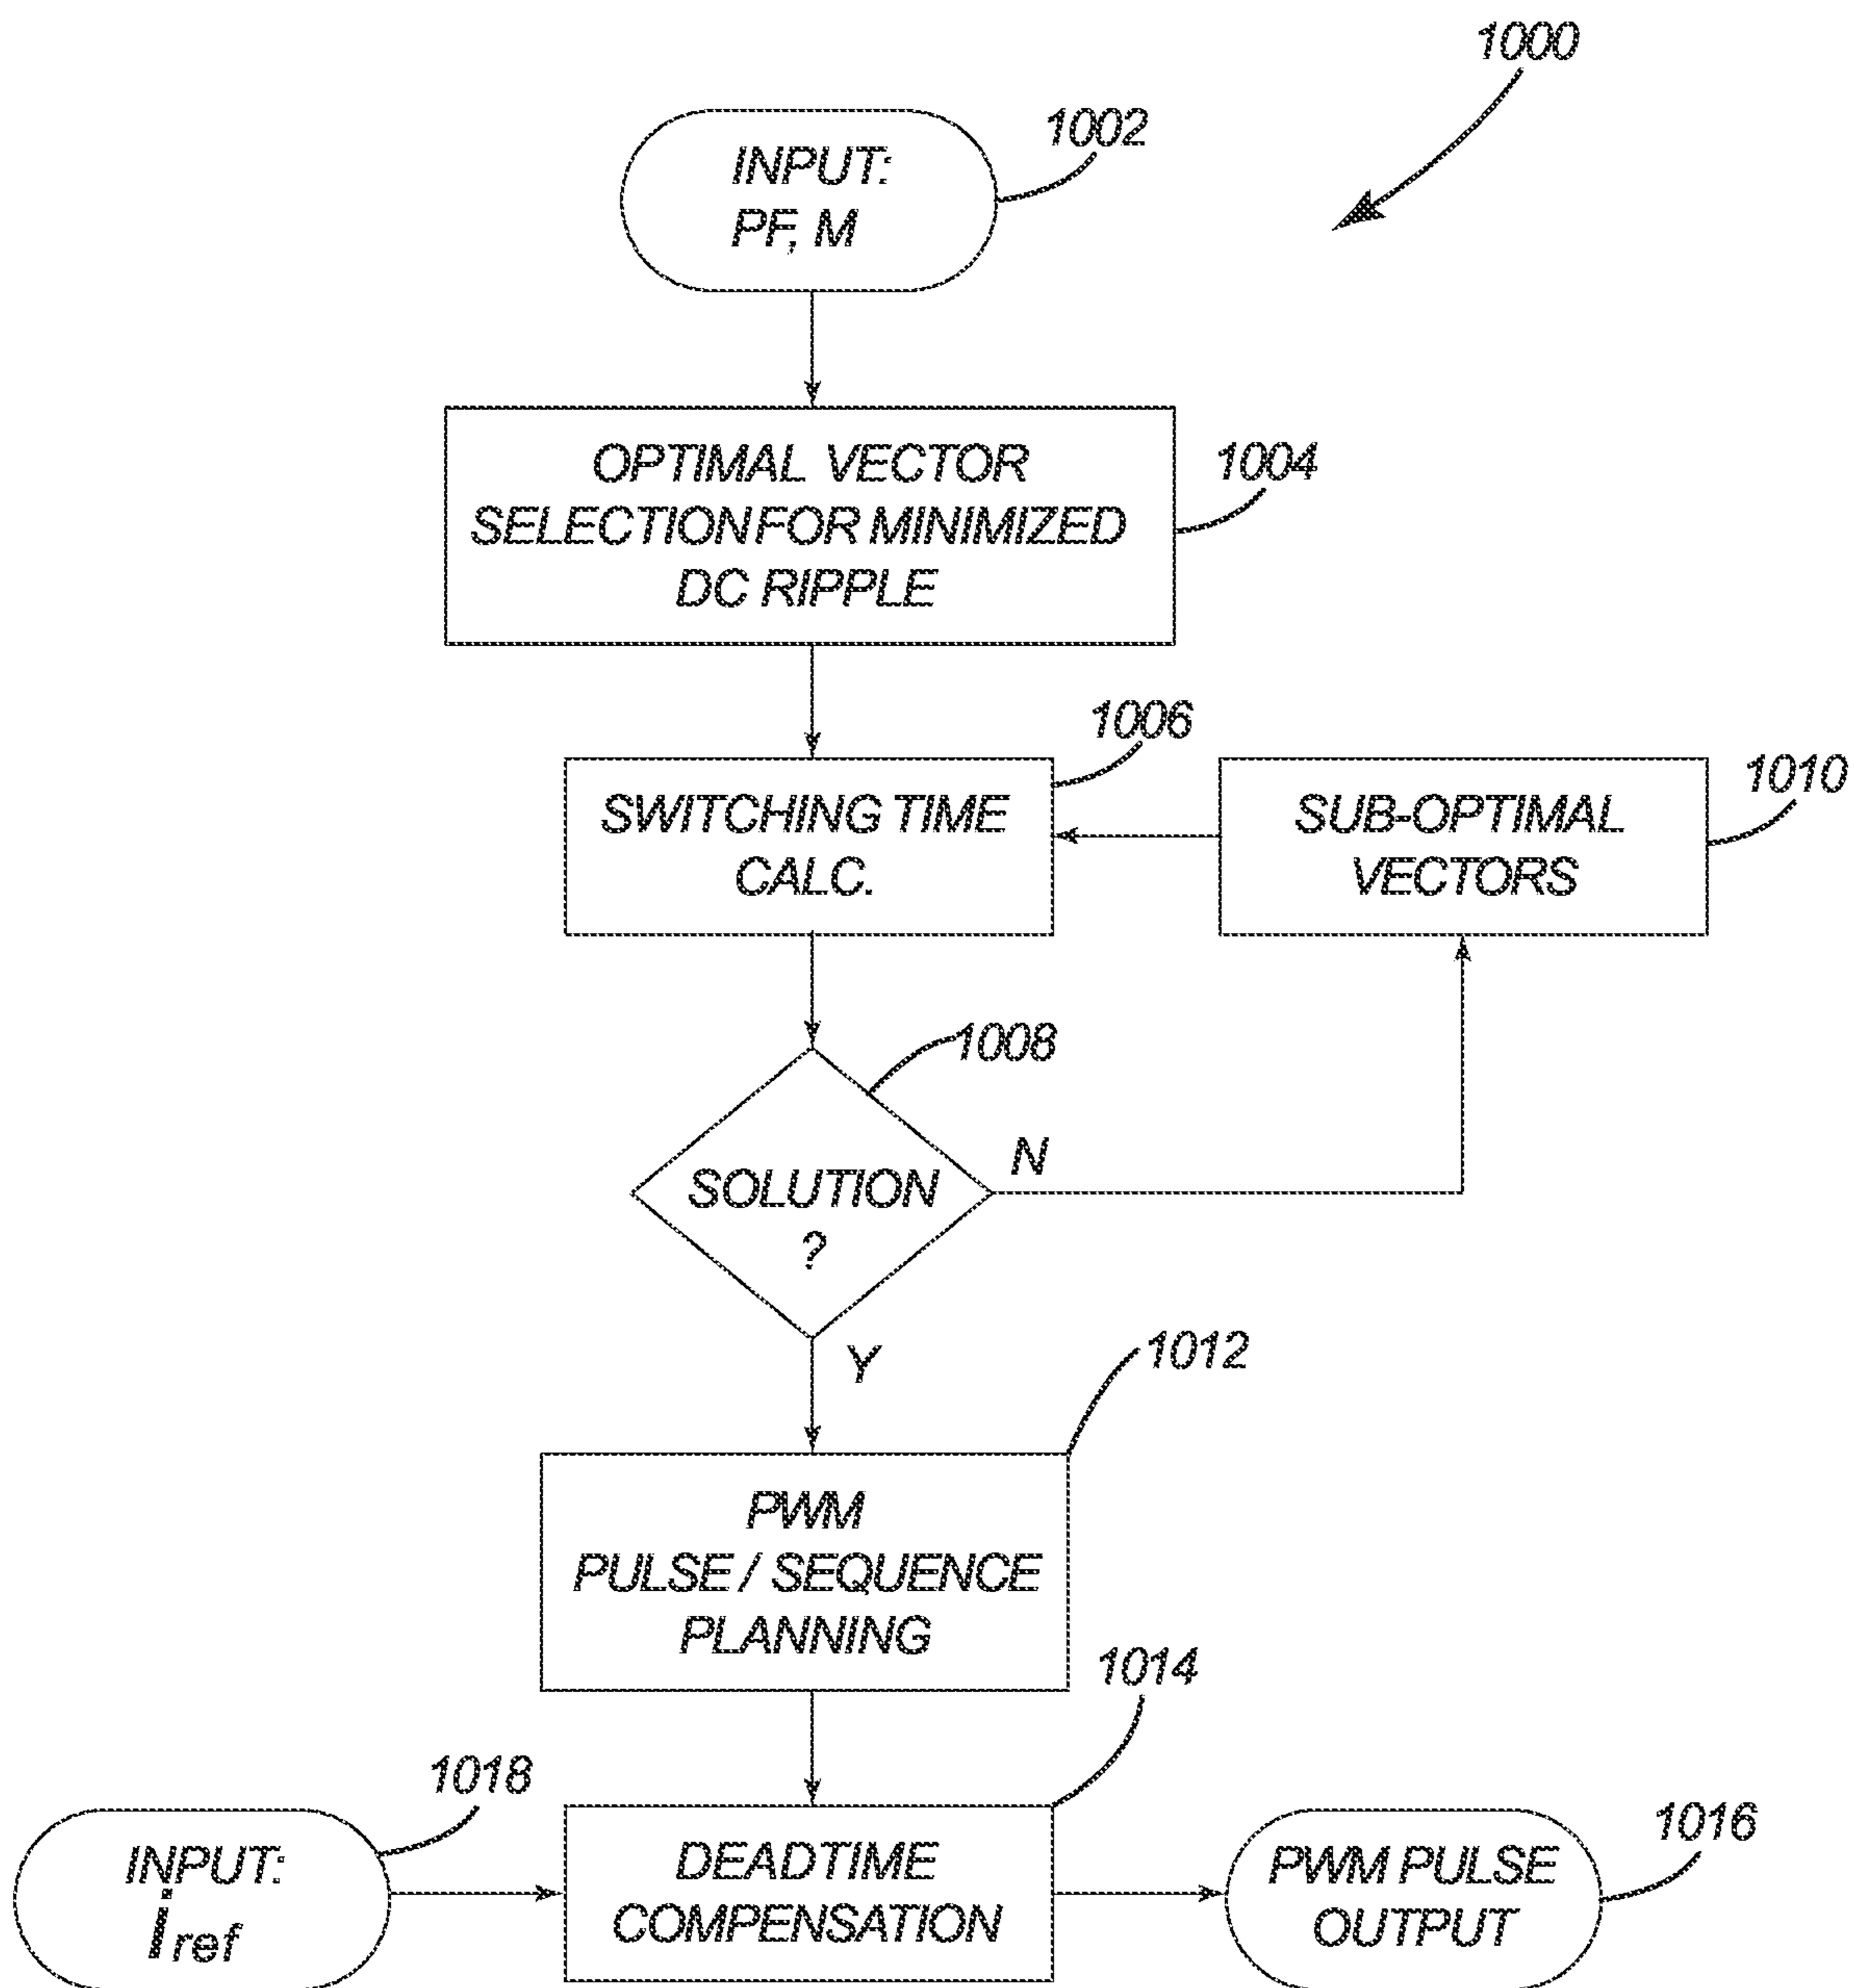 1000
1002
INPUT:
PF, M
OPTIMAL VECTOR
SELECTION FOR MINIMIZED
DC RIPPLE
1004
1006
SWITCHING TIME
CALC.
SUB-OPTIMAL
VECTORS
1010
1008
SOLUTION
?
N
Y
1012
PWM
PULSE / SEQUENCE
PLANNING
1014
1018
INPUT:
i ref
DEADTIME
COMPENSATION
PWM PULSE
OUTPUT
1016